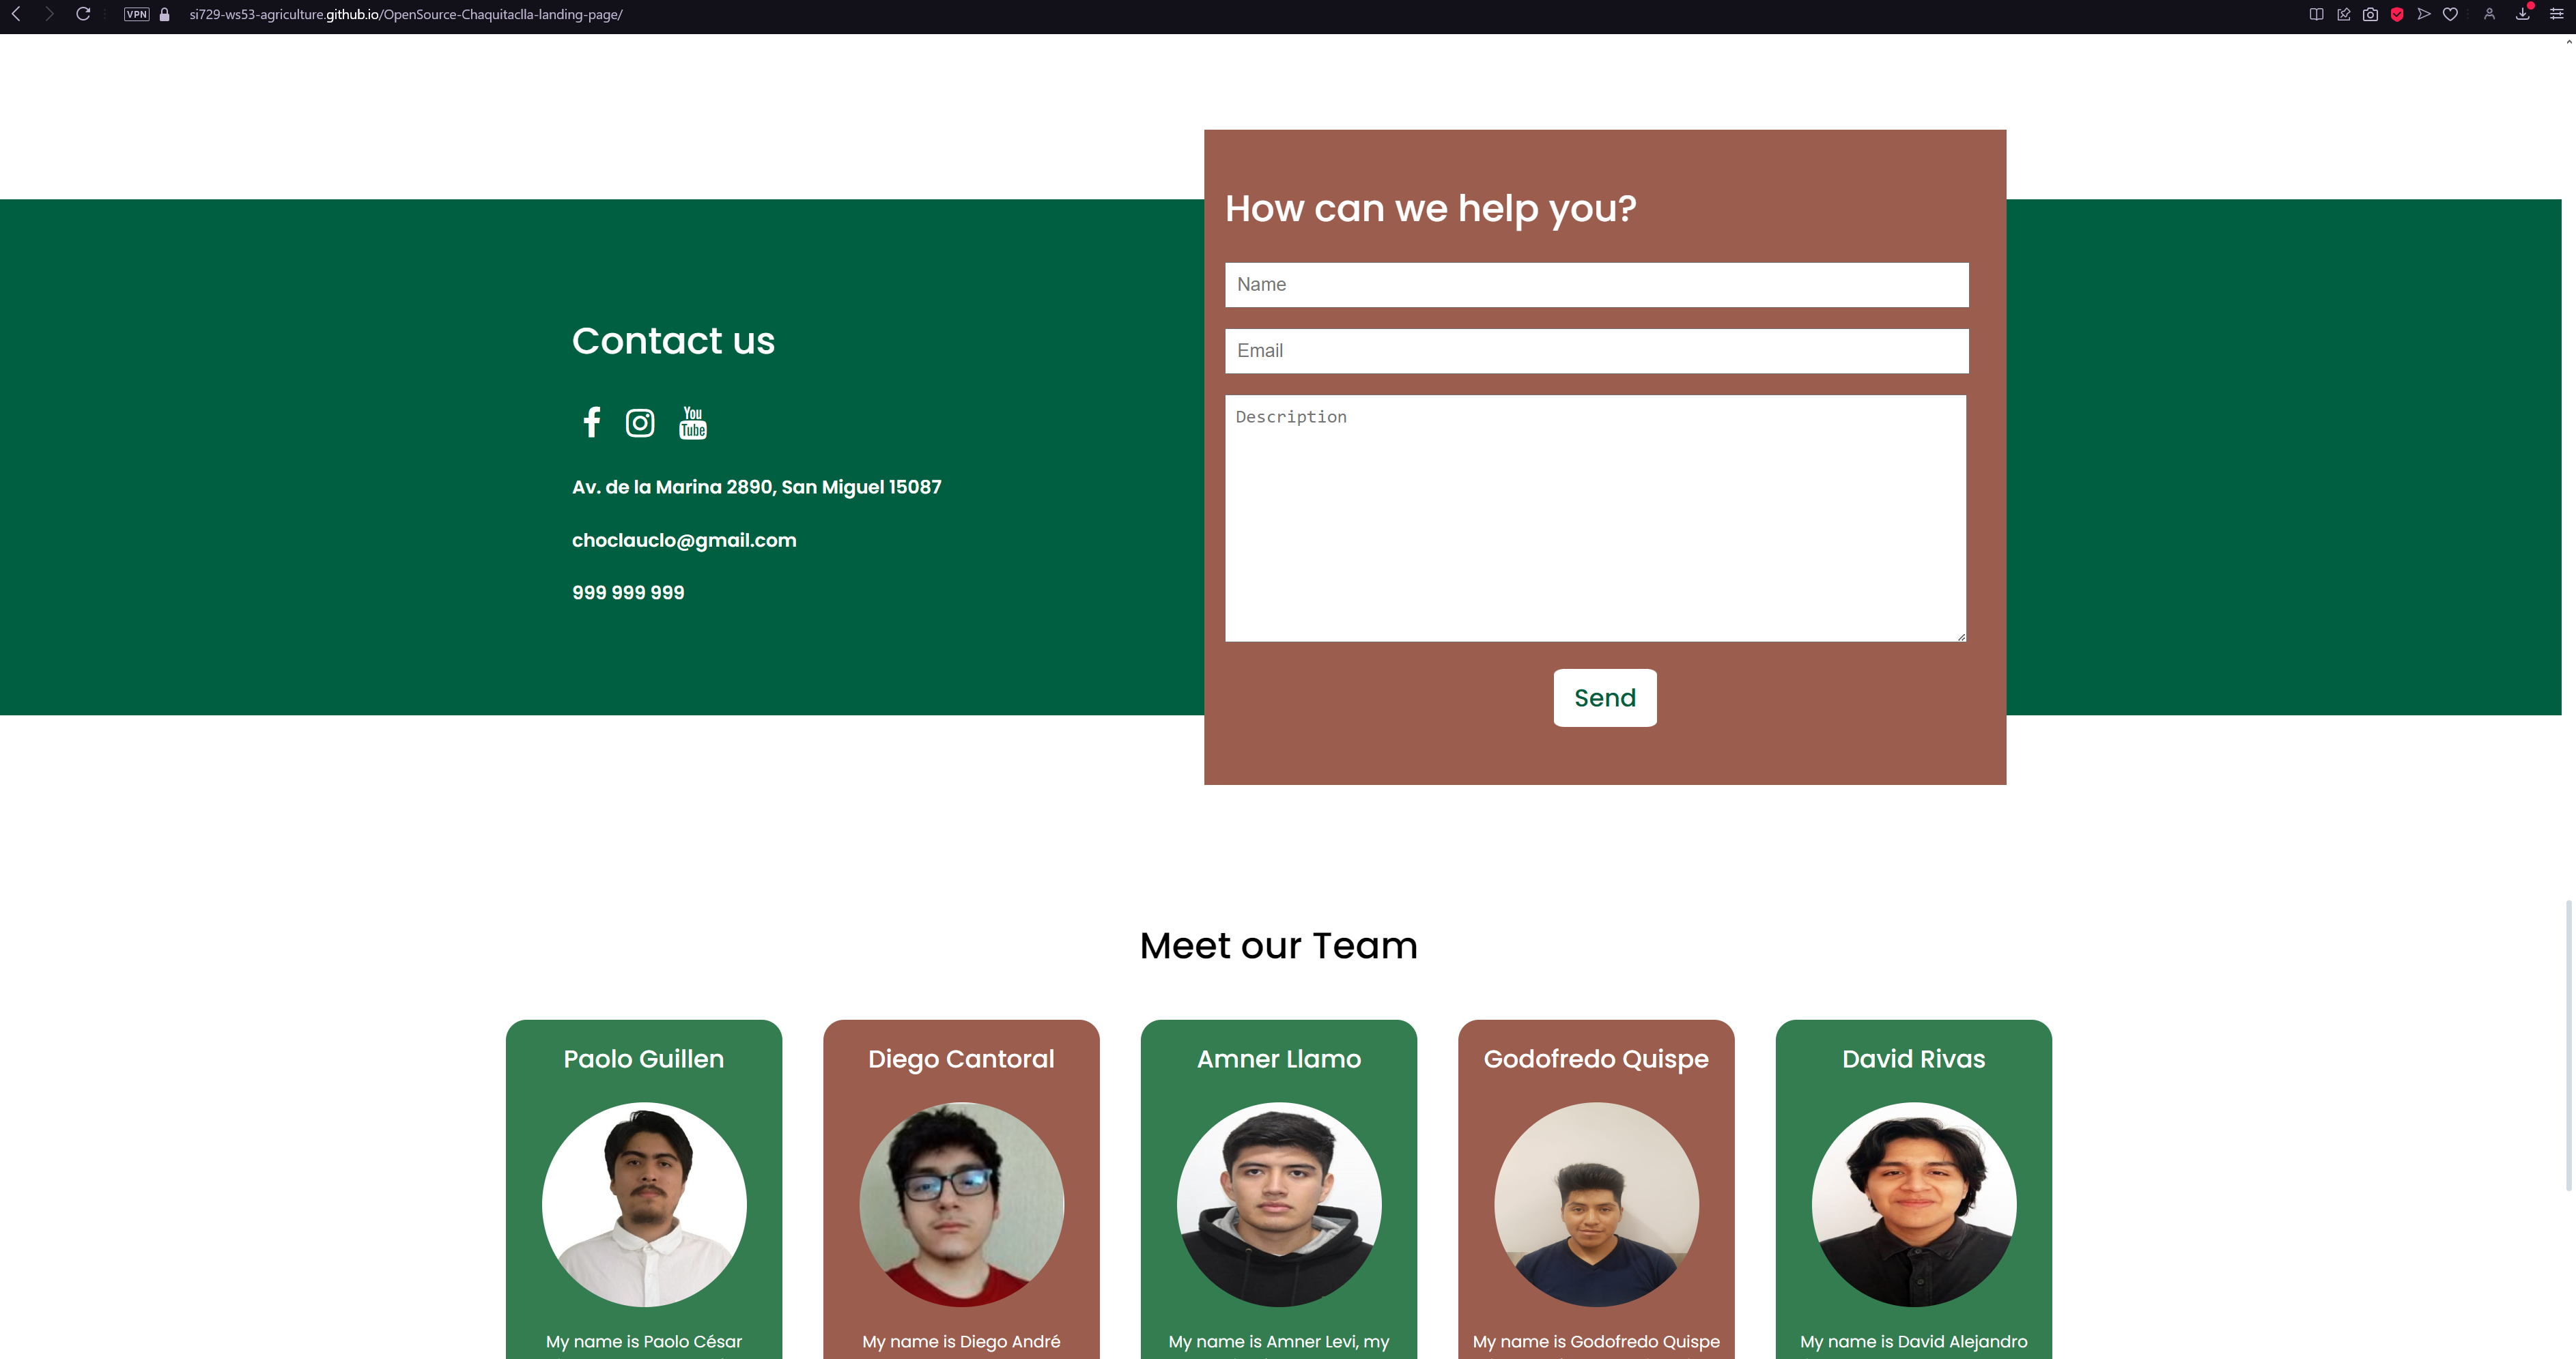 VPN
si729-ws53-agriculture.github.io/OpenSource-Chaquitaclla-landing-page/
How can we help you?
Name
Email
Description
Send
Contact us
You
Tube
Av. de la Marina 2890, San Miguel 15087
choclauclo@gmail.com
999 999 999
Meet our Team
Paolo Guillen
My name is Paolo César
Diego Cantoral
My name is Diego André
Amner Llamo
My name is Amner Levi, my
Godofredo Quispe
My name is Godofredo Quispe
David Rivas
My name is David Alejandro